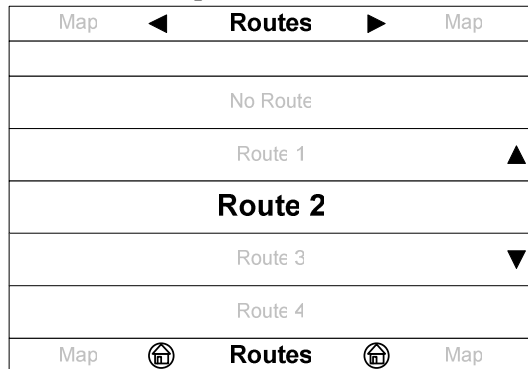 Map ◀ Routes ▶ Map
No Route
Route 1 ▲
Route 2
Route 3 ▼
Route 4
Map Routes Map